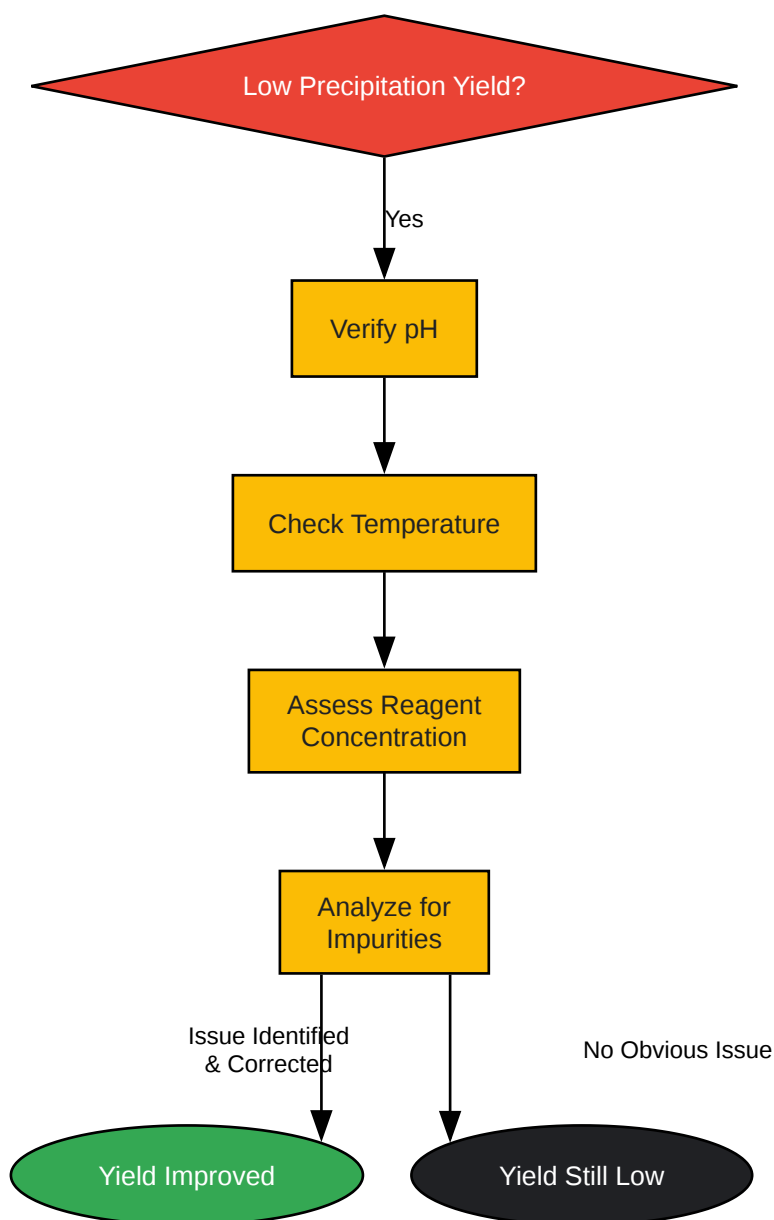 Low Precipitation Yield?
Yes
Verify pH
Check Temperature
Assess Reagent
Concentration
Analyze for
Impurities
Issue Identified
& Corrected
No Obvious Issue
Yield Improved
Yield Still Low